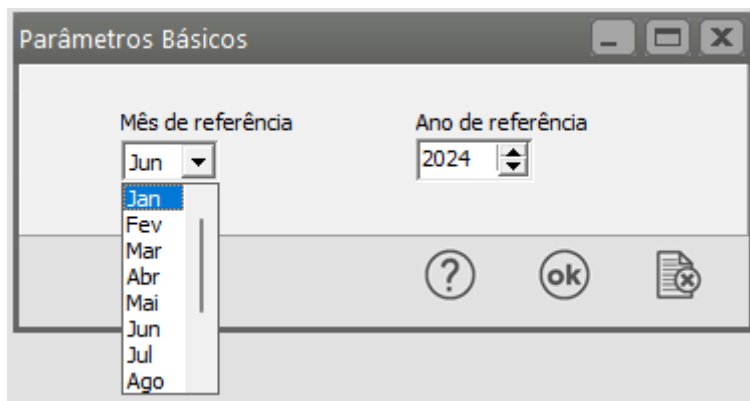 Parâmetros Básicos
Mês de referência
Ano de referência
Jun
2024
Jan
Fev
Mar
Abr
Mai
Jun
Jul
Ago
?
ok